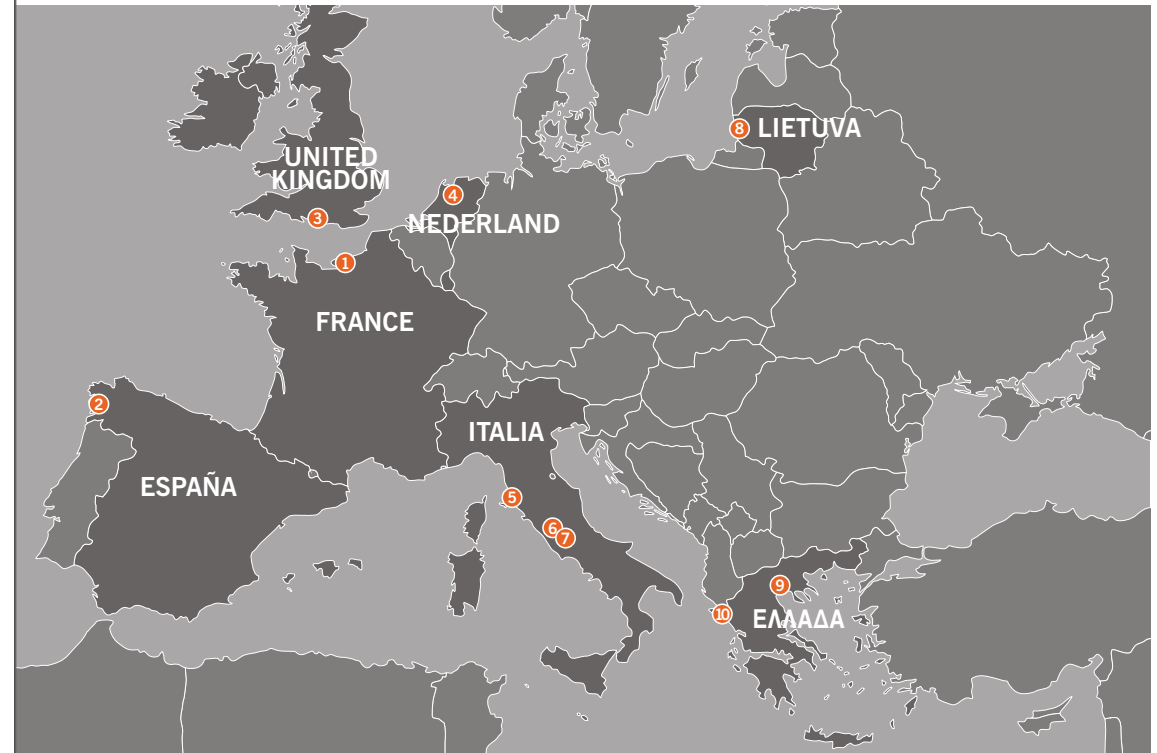 8
LIETUVA
UNITED
KINGDOM
4
3
NEDERLAND
1
FRANCE
2
ITALIA
ESPAÑA
5
6
7
9
10
ΕΛΛΑΔΑ